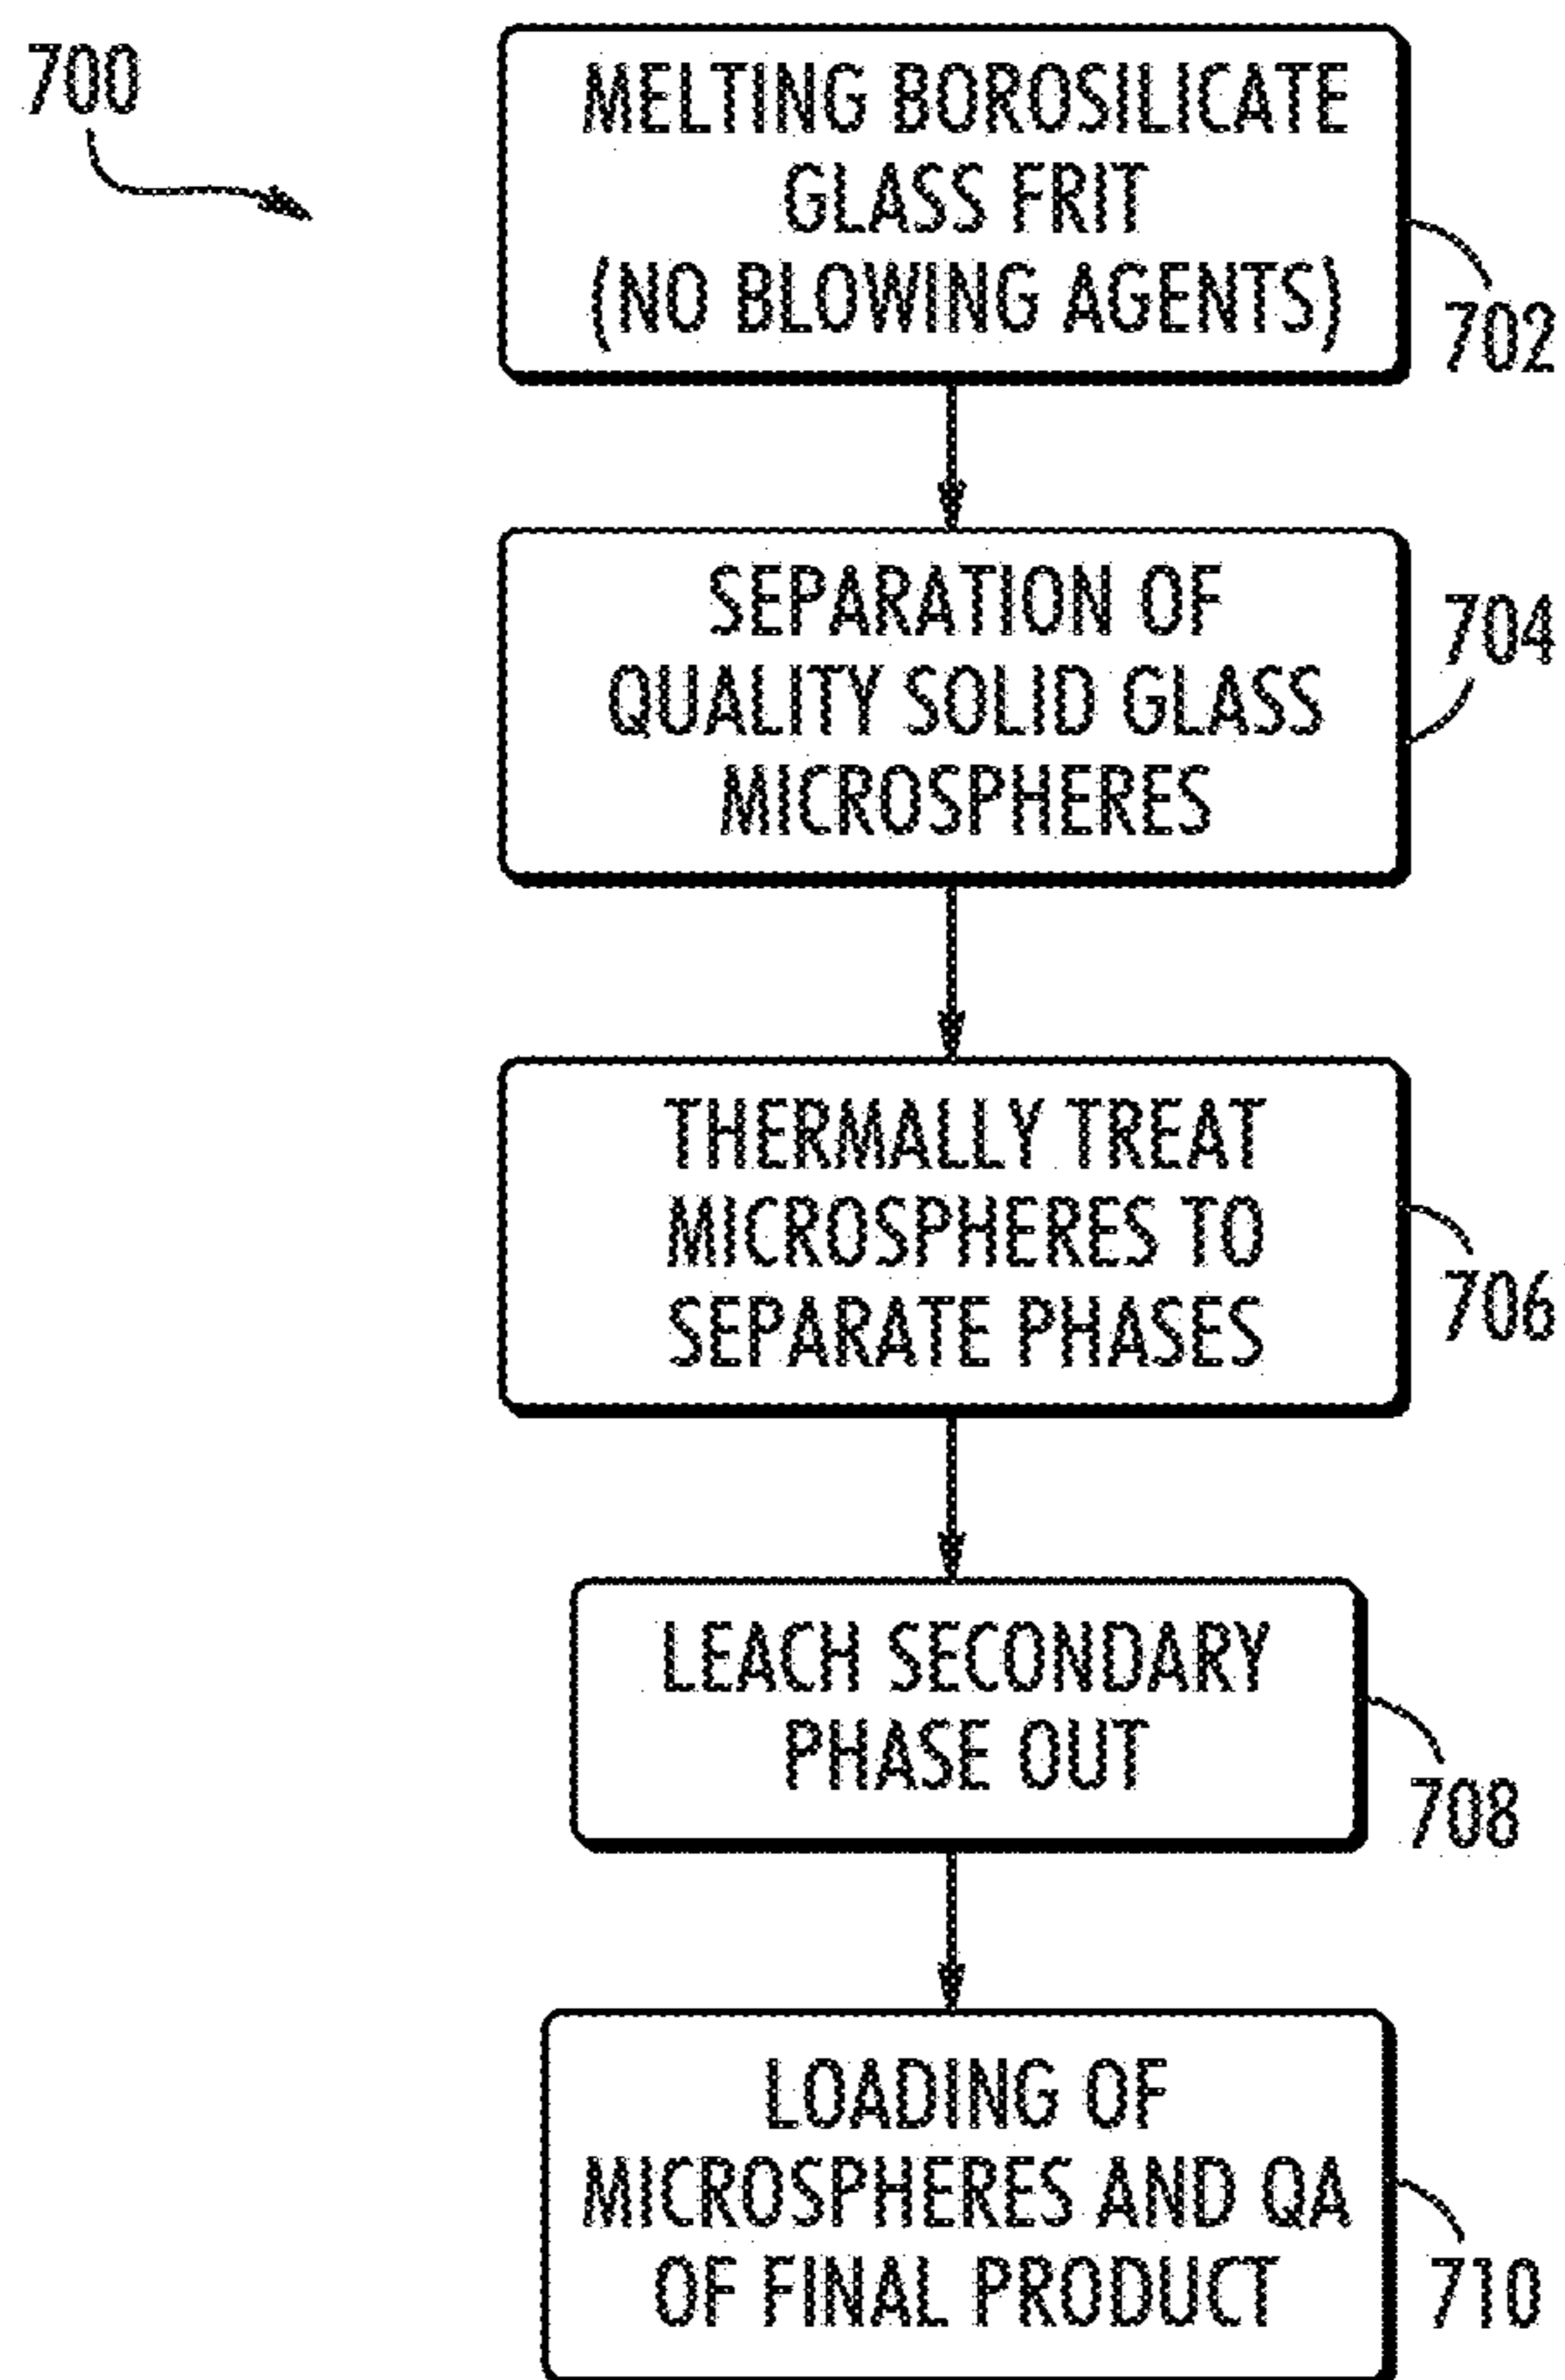 700
MELTING BOROSILICATE
GLASS FRIT
(NO BLOWING AGENTS)
702
SEPARATION OF
QUALITY SOLID GLASS
MICROSPHERES
704
THERMALLY TREAT
MICROSPHERES TO
SEPARATE PHASES
706
LEACH SECONDARY
PHASE OUT
708
LOADING OF
MICROSPHERES AND QA
OF FINAL PRODUCT
710